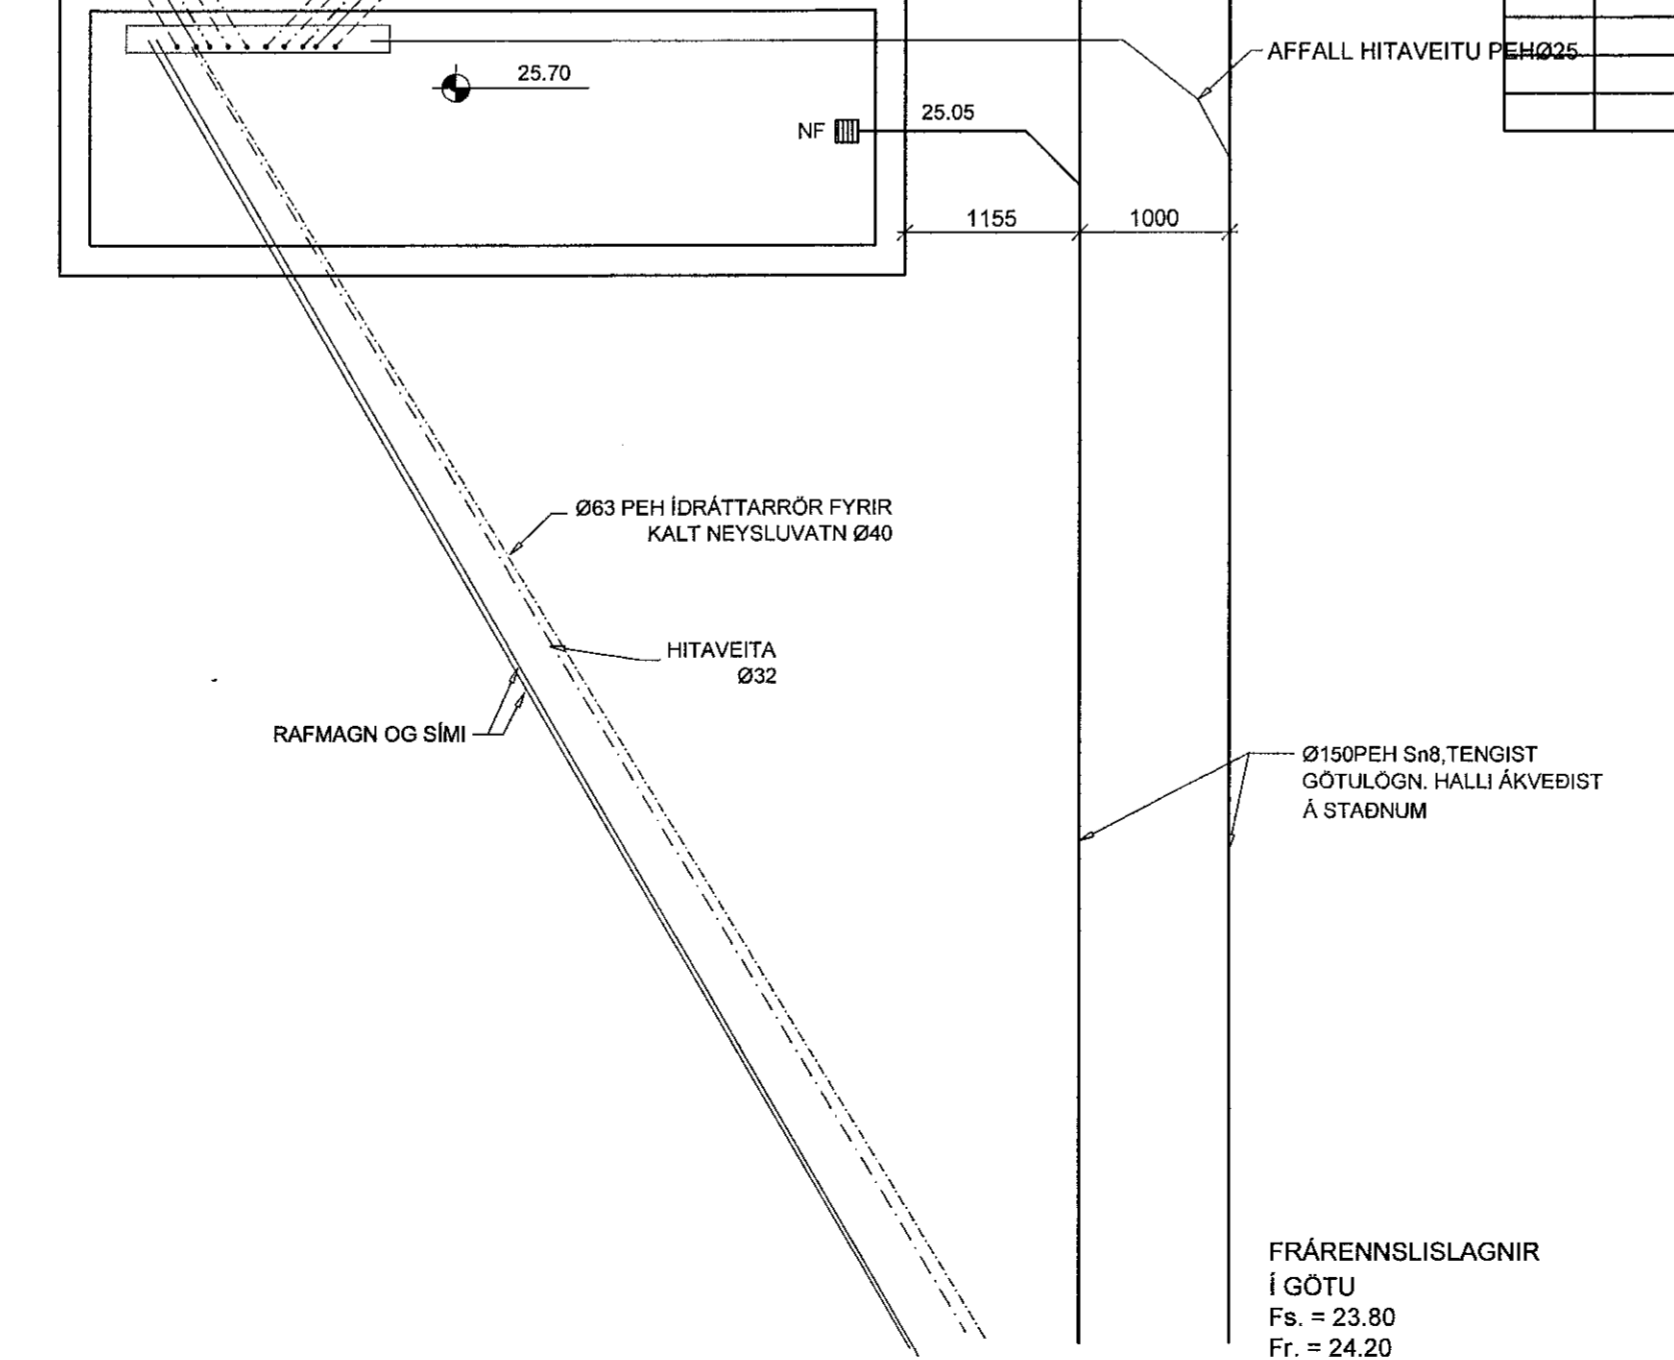 AFFALL HITAVEITU PEHØ25
25.70
25.05
NF
1155
1000
Ø63 PEH ÍDRÁTTARRÖR FYRIR
KALT NEYSLUVATN Ø40
HITAVEITA
Ø32
RAFMAGN OG SÍMI
Ø150PEH Sn8,TENGIST
GÖTULÖGN. HALLI ÁKVEÐIST
Á STAÐNUM
FRÁRENNSLISLAGNIR
Í GÖTU
Fs. = 23.80
Fr. = 24.20